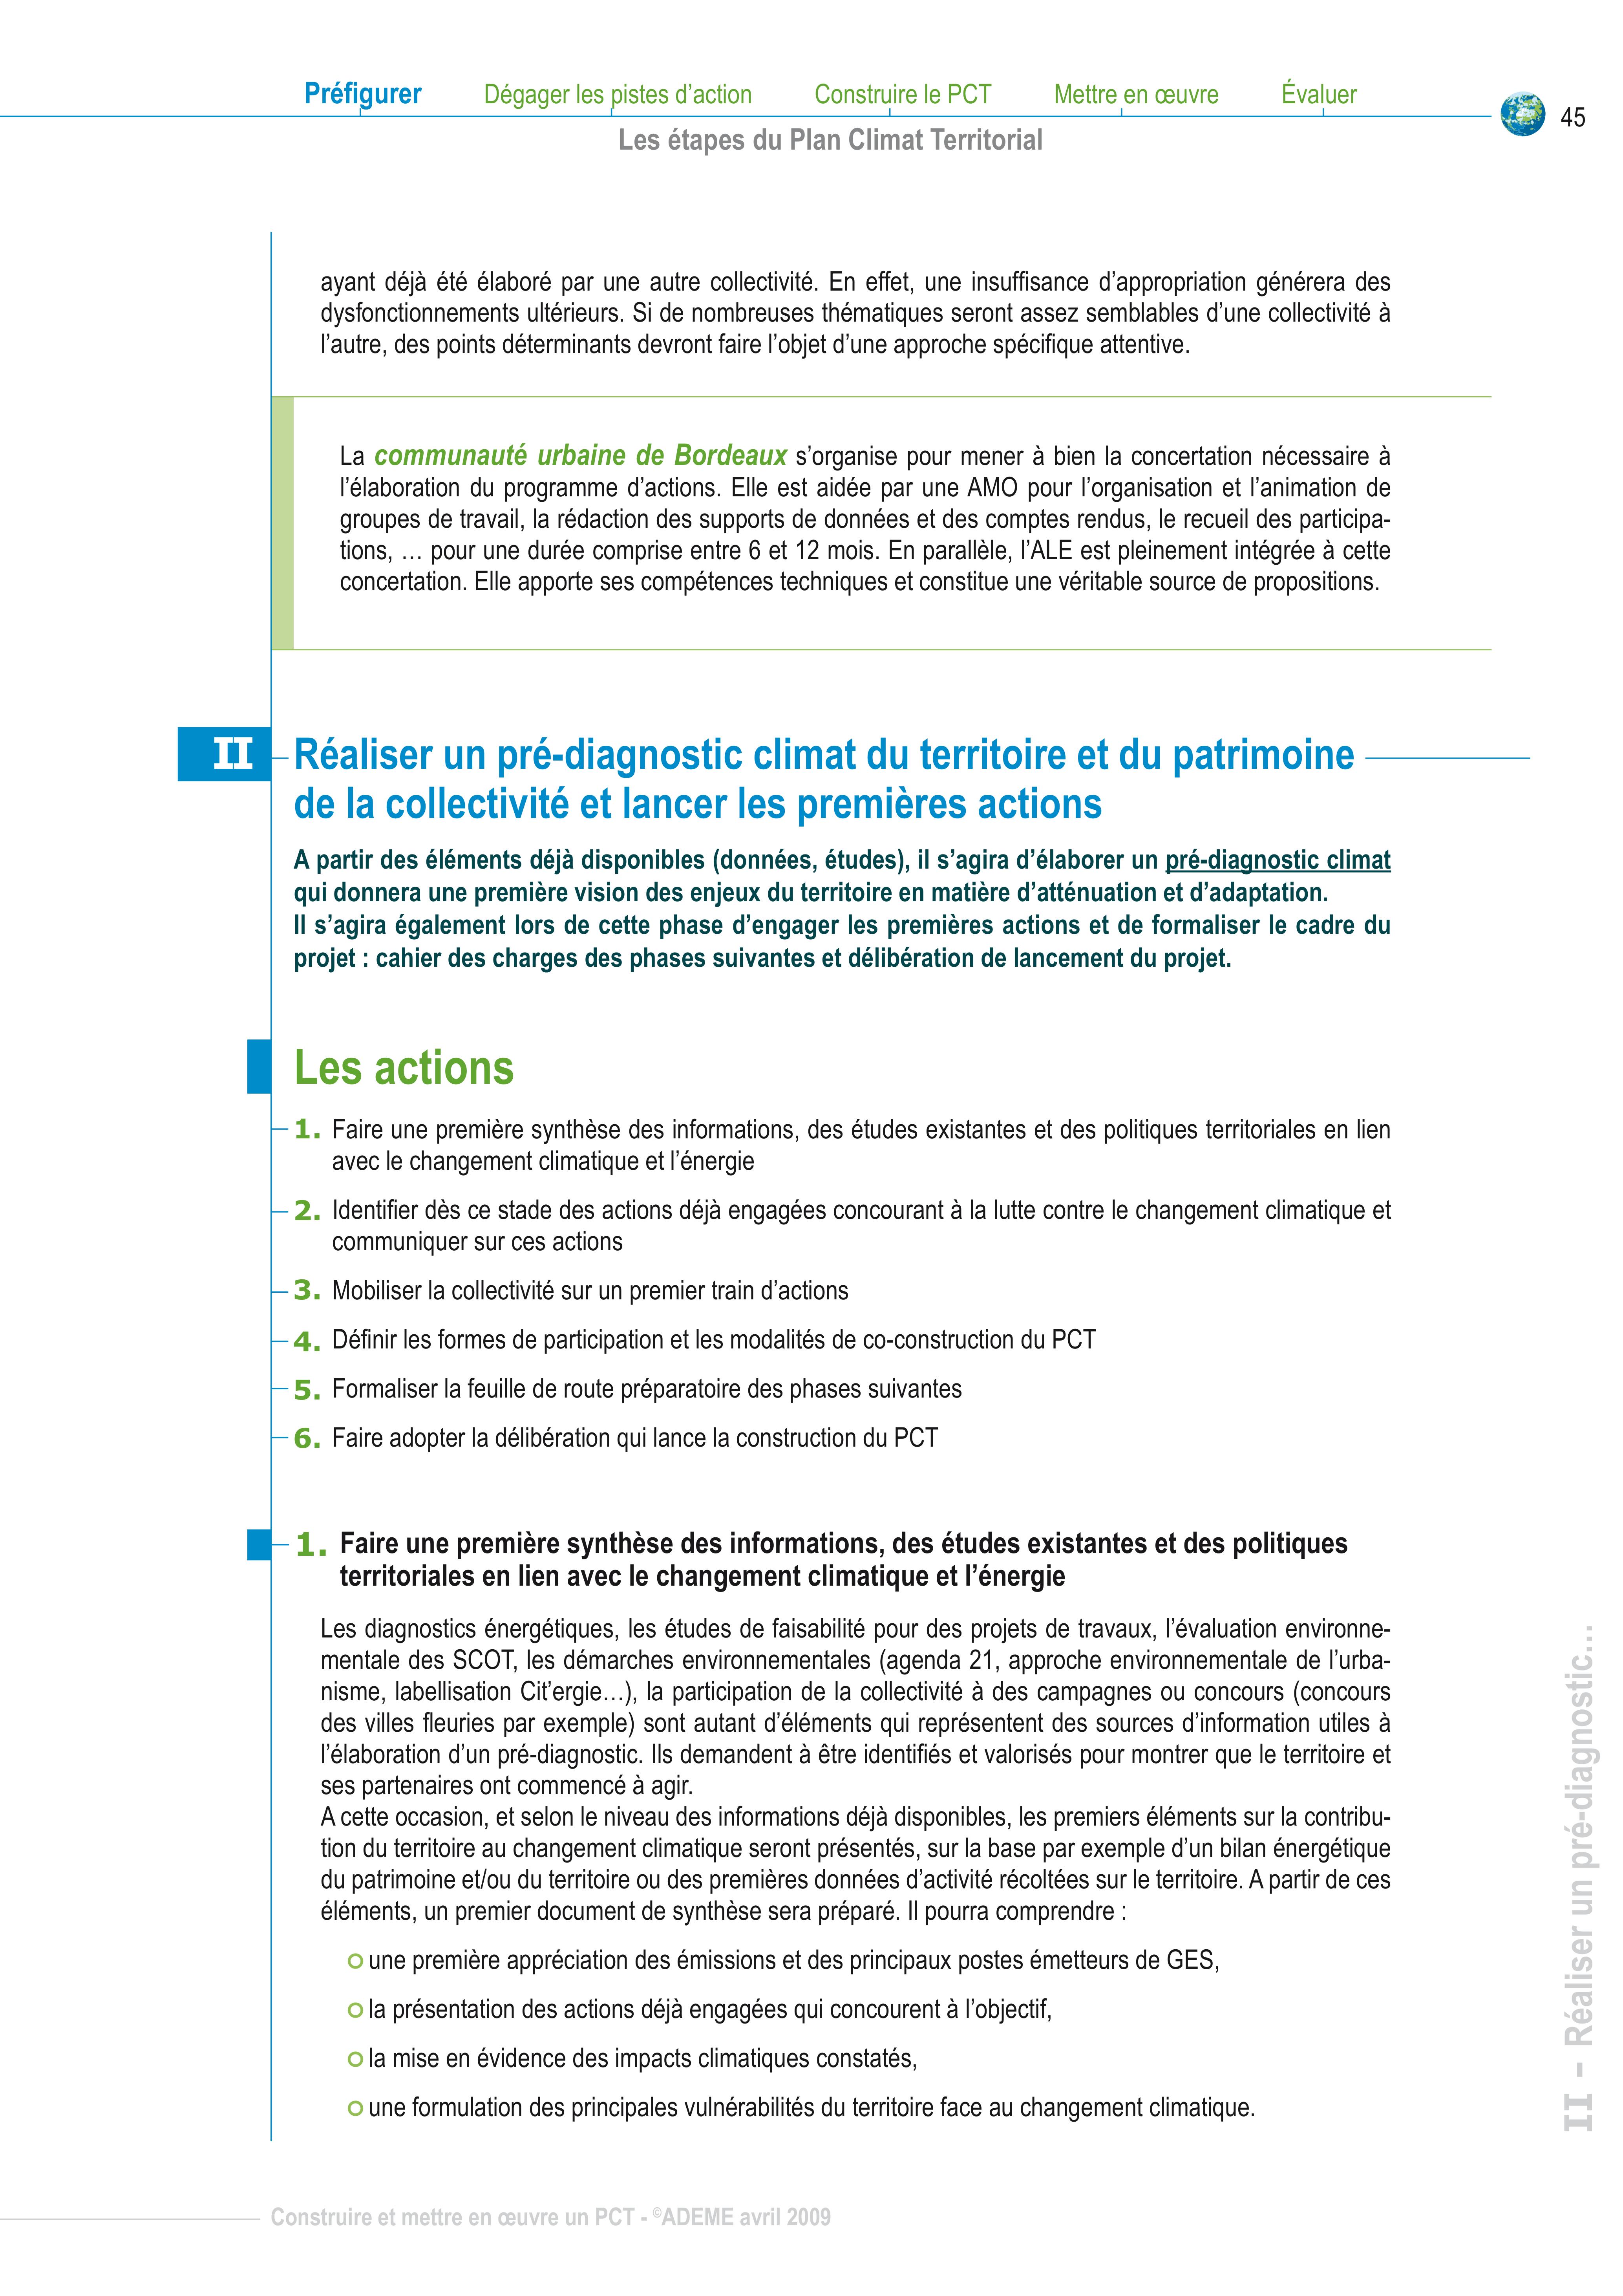 Préfigurer Dégager les pistes d’action Construire le PCT Mettre en œuvre Évaluer
45
Les étapes du Plan Climat Territorial
ayant déjà été élaboré par une autre collectivité. En effet, une insuffisance d’appropriation générera des
dysfonctionnements ultérieurs. Si de nombreuses thématiques seront assez semblables d’une collectivité à
l’autre, des points déterminants devront faire l’objet d’une approche spécifique attentive.
La communauté urbaine de Bordeaux s’organise pour mener à bien la concertation nécessaire à
l’élaboration du programme d’actions. Elle est aidée par une AMO pour l’organisation et l’animation de
groupes de travail, la rédaction des supports de données et des comptes rendus, le recueil des participa-
tions, … pour une durée comprise entre 6 et 12 mois. En parallèle, l’ALE est pleinement intégrée à cette
concertation. Elle apporte ses compétences techniques et constitue une véritable source de propositions.
II Réaliser un pré-diagnostic climat du territoire et du patrimoine
de la collectivité et lancer les premières actions
A partir des éléments déjà disponibles (données, études), il s’agira d’élaborer un pré-diagnostic climat
qui donnera une première vision des enjeux du territoire en matière d’atténuation et d’adaptation.
Il s’agira également lors de cette phase d’engager les premières actions et de formaliser le cadre du
projet : cahier des charges des phases suivantes et délibération de lancement du projet.
Les actions
1. Faire une première synthèse des informations, des études existantes et des politiques territoriales en lien
avec le changement climatique et l’énergie
2. Identifier dès ce stade des actions déjà engagées concourant à la lutte contre le changement climatique et
communiquer sur ces actions
3. Mobiliser la collectivité sur un premier train d’actions
4. Définir les formes de participation et les modalités de co-construction du PCT
5. Formaliser la feuille de route préparatoire des phases suivantes
6. Faire adopter la délibération qui lance la construction du PCT
1. Faire une première synthèse des informations, des études existantes et des politiques
territoriales en lien avec le changement climatique et l’énergie
Les diagnostics énergétiques, les études de faisabilité pour des projets de travaux, l’évaluation environne-
mentale des SCOT, les démarches environnementales (agenda 21, approche environnementale de l’urba-
nisme, labellisation Cit’ergie…), la participation de la collectivité à des campagnes ou concours (concours
des villes fleuries par exemple) sont autant d’éléments qui représentent des sources d’information utiles à
l’élaboration d’un pré-diagnostic. Ils demandent à être identifiés et valorisés pour montrer que le territoire et
ses partenaires ont commencé à agir.
A cette occasion, et selon le niveau des informations déjà disponibles, les premiers éléments sur la contribu-
tion du territoire au changement climatique seront présentés, sur la base par exemple d’un bilan énergétique
du patrimoine et/ou du territoire ou des premières données d’activité récoltées sur le territoire. A partir de ces
éléments, un premier document de synthèse sera préparé. Il pourra comprendre :
une première appréciation des émissions et des principaux postes émetteurs de GES,
la présentation des actions déjà engagées qui concourent à l’objectif,
la mise en évidence des impacts climatiques constatés,
une formulation des principales vulnérabilités du territoire face au changement climatique.
II - Réaliser un pré-diagnostic…
Construire et mettre en œuvre un PCT - ©ADEME avril 2009